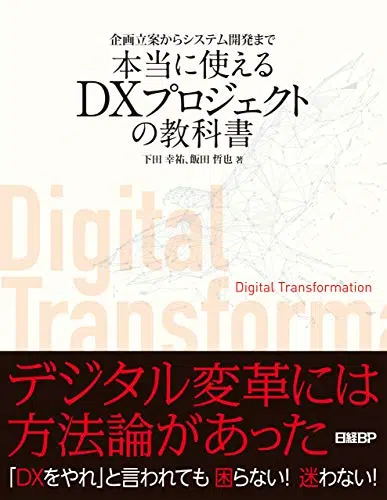 企画立案からシステム開発まで
本当に使える
DXプロジェクト
の教科書
下田 幸祐、飯田 哲也 著
Digital
Transforma
Digital Transformation
デジタル変革には
方法論があった
日経BP
「DXをやれ」と言われても 困らない! 迷わない!